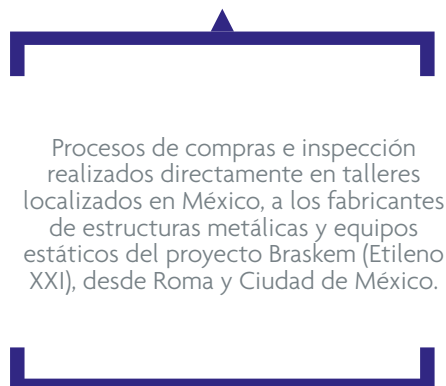 Procesos de compras e inspección
realizados directamente en talleres
localizados en México, a los fabricantes
de estructuras metálicas y equipos
estáticos del proyecto Braskem (Etileno
XXI), desde Roma y Ciudad de México.